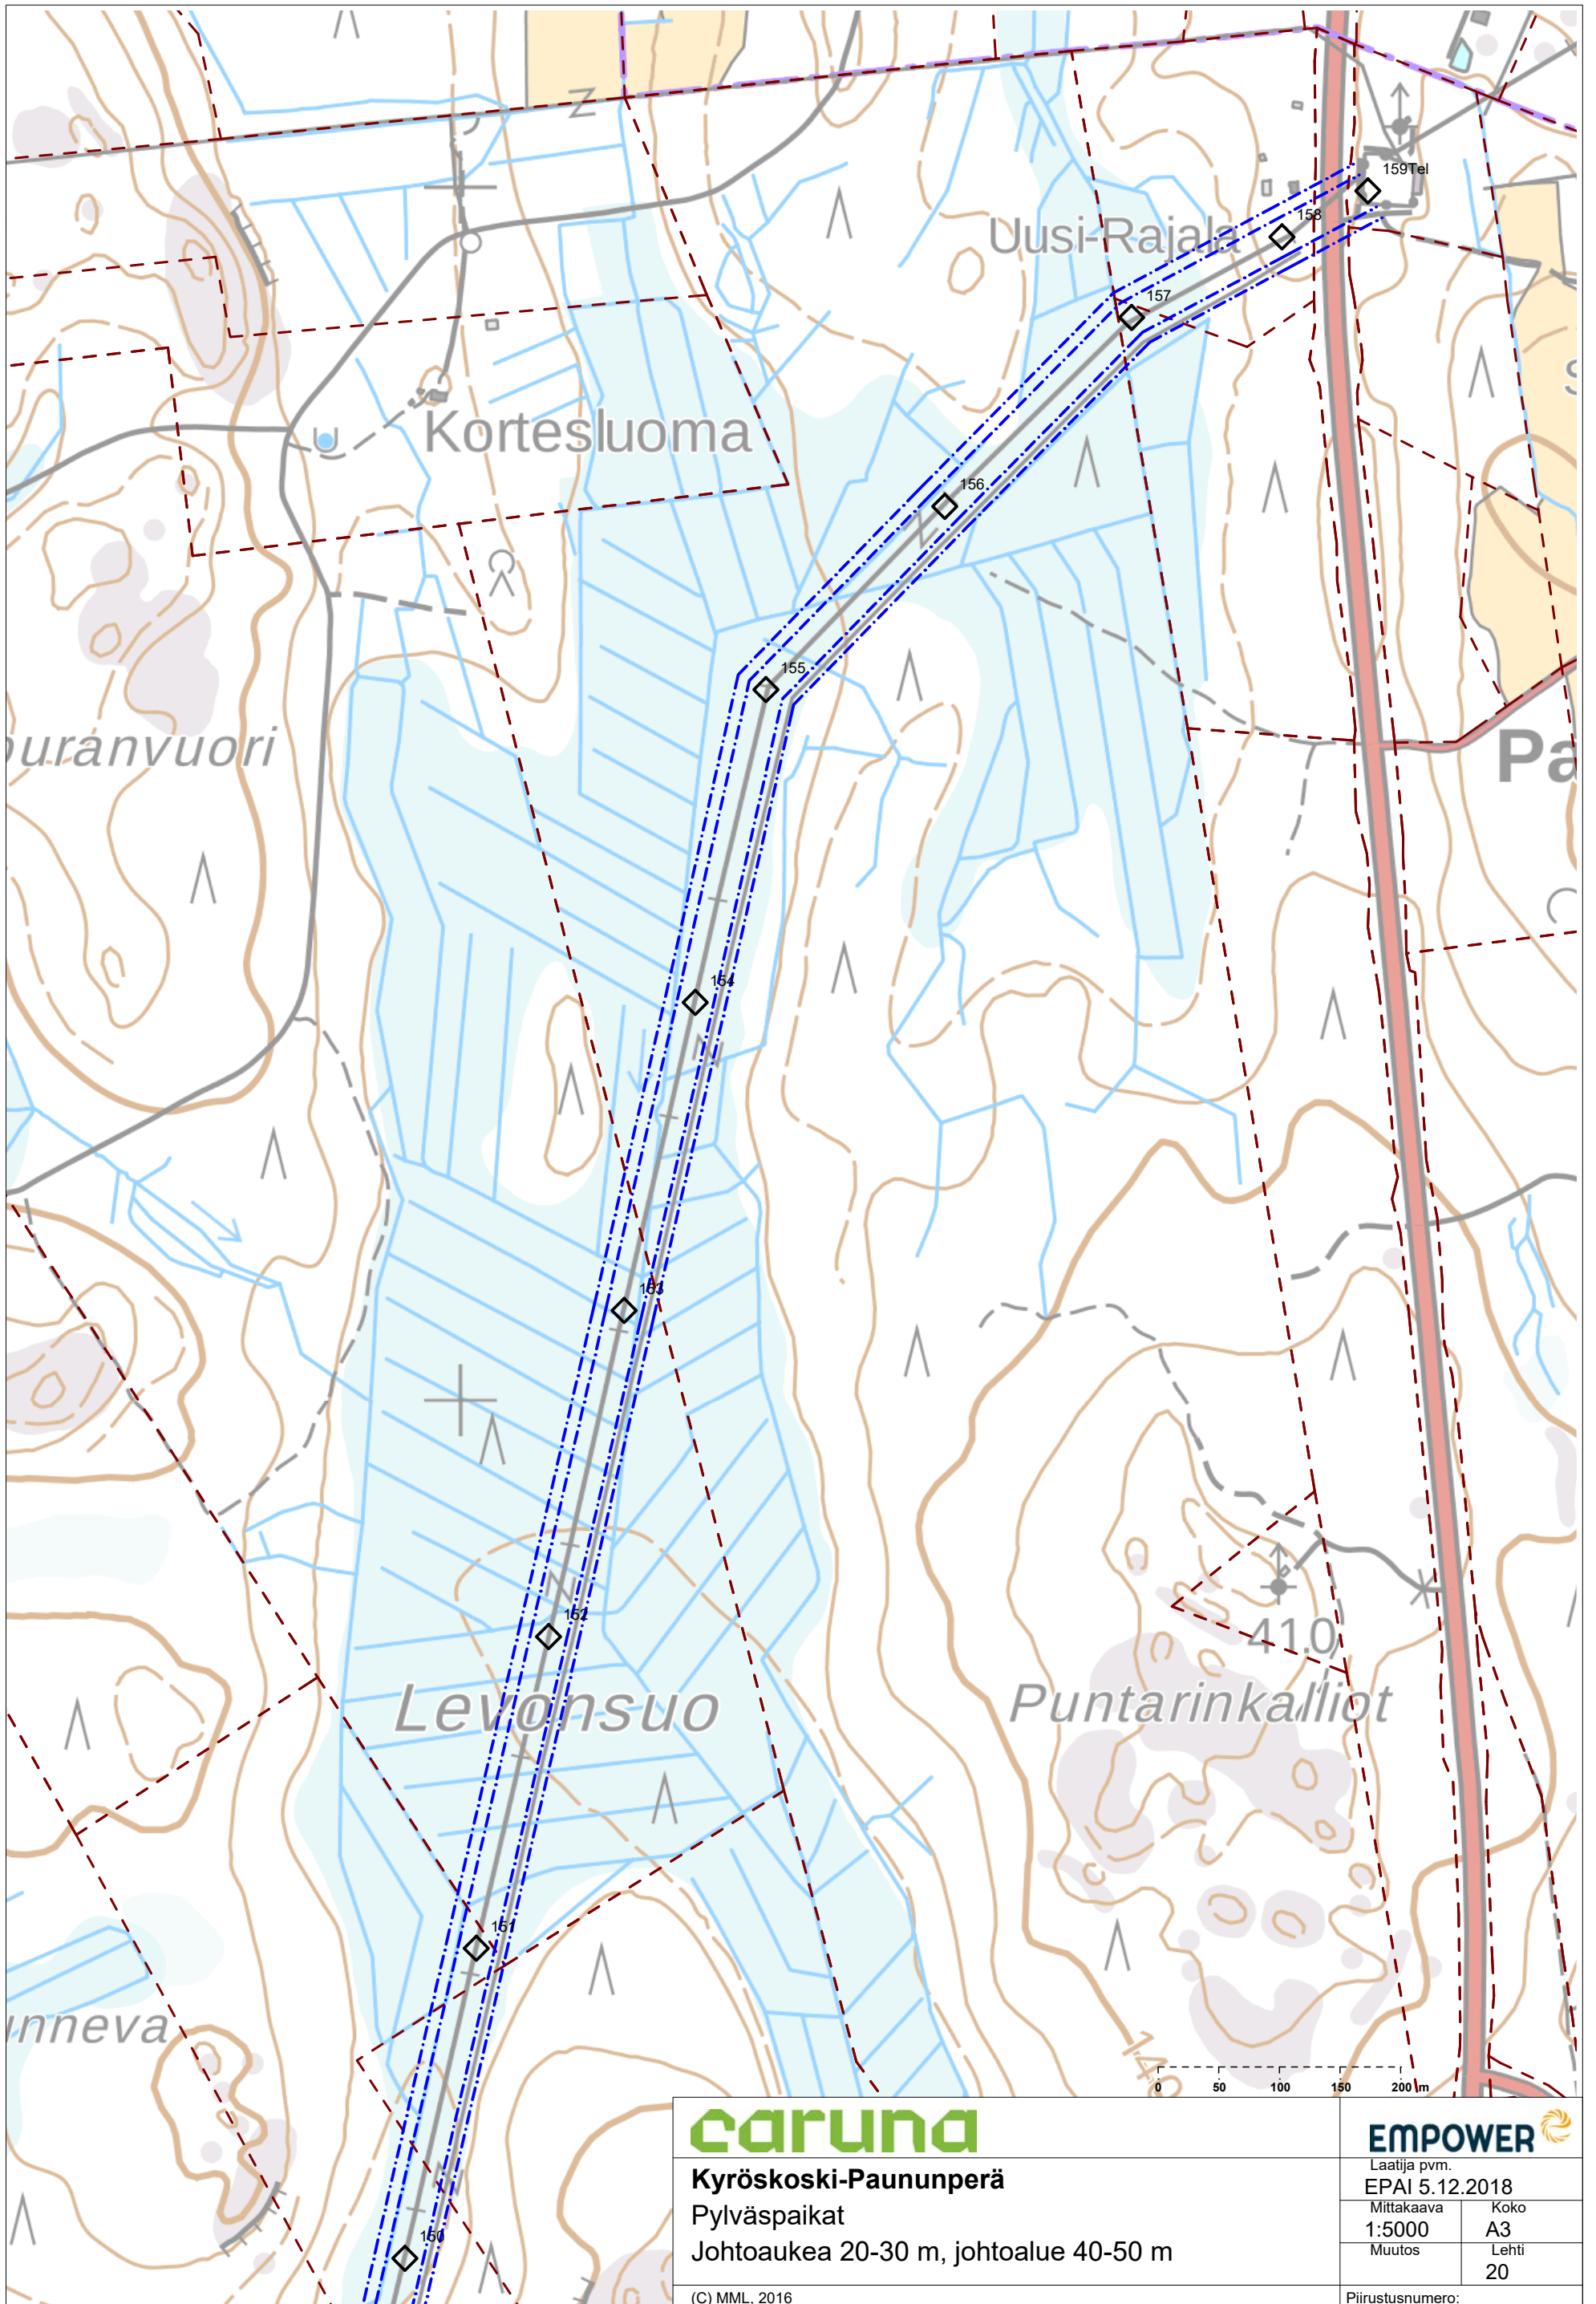 159Tel
158
Uusi-Rajala
157
Kortesluoma
156
155
puranvuori
Pa
154
153
152
41.0
Levonsuo
Puntarinkalliot
151
nneva
140
0 50 100 150 200 m
150
caruna
EMPOWER
Kyröskoski-Paununperä
Pylväspaikat
Johtoaukea 20-30 m, johtoalue 40-50 m
Laatija pvm.
EPAI 5.12.2018
Mittakaava Koko
1:5000 A3
Muutos Lehti
20
(C) MML, 2016
Piirustusnumero: